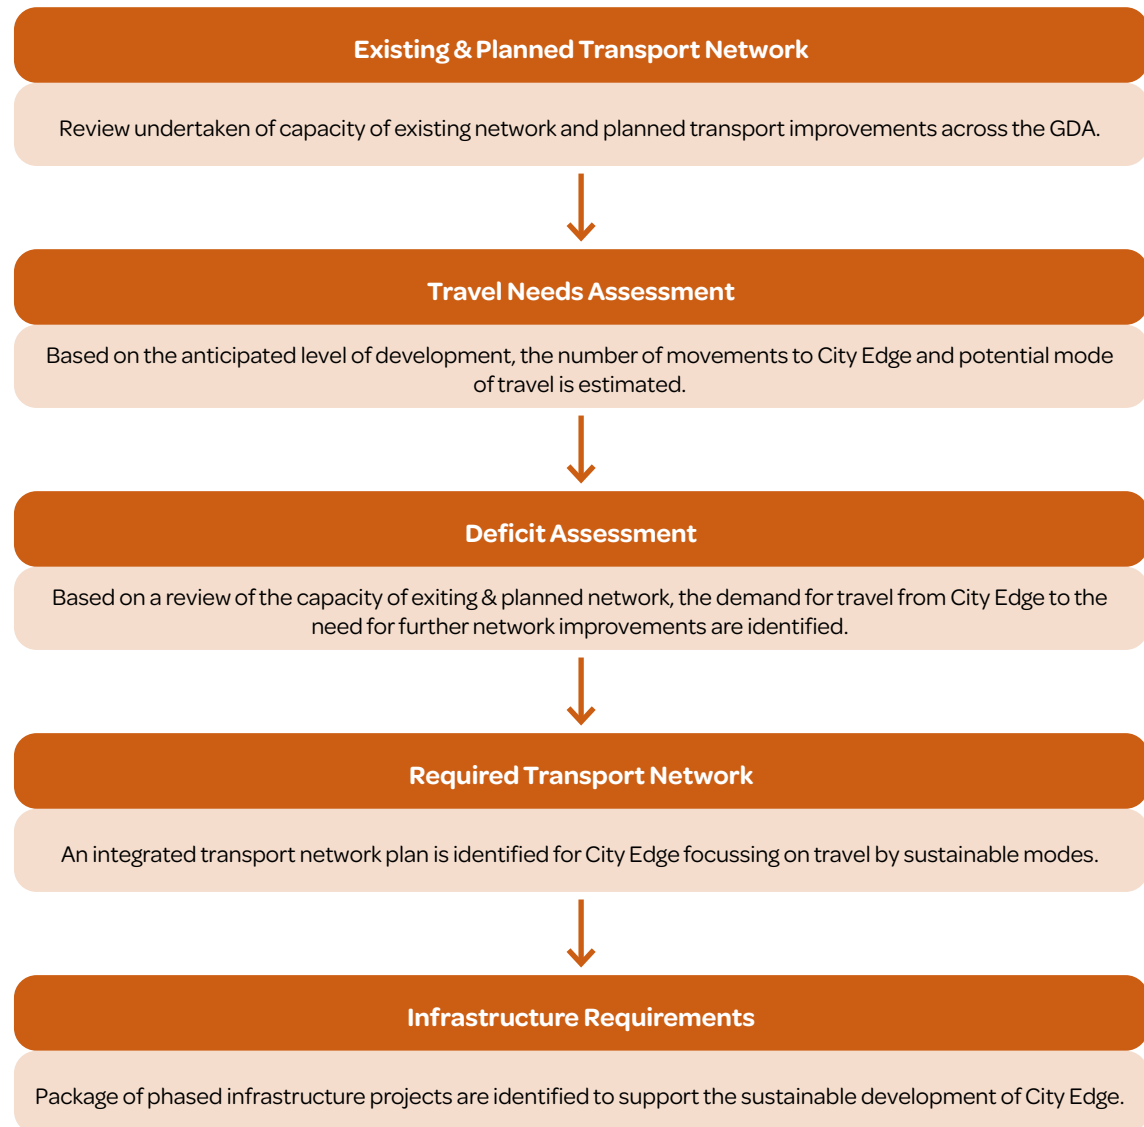 Existing & Planned Transport Network
Review undertaken of capacity of existing network and planned transport improvements across the GDA.
Travel Needs Assessment
Based on the anticipated level of development, the number of movements to City Edge and potential mode
of travel is estimated.
Deficit Assessment
Based on a review of the capacity of exiting & planned network, the demand for travel from City Edge to the
need for further network improvements are identified.
Required Transport Network
An integrated transport network plan is identified for City Edge focussing on travel by sustainable modes.
Infrastructure Requirements
Package of phased infrastructure projects are identified to support the sustainable development of City Edge.